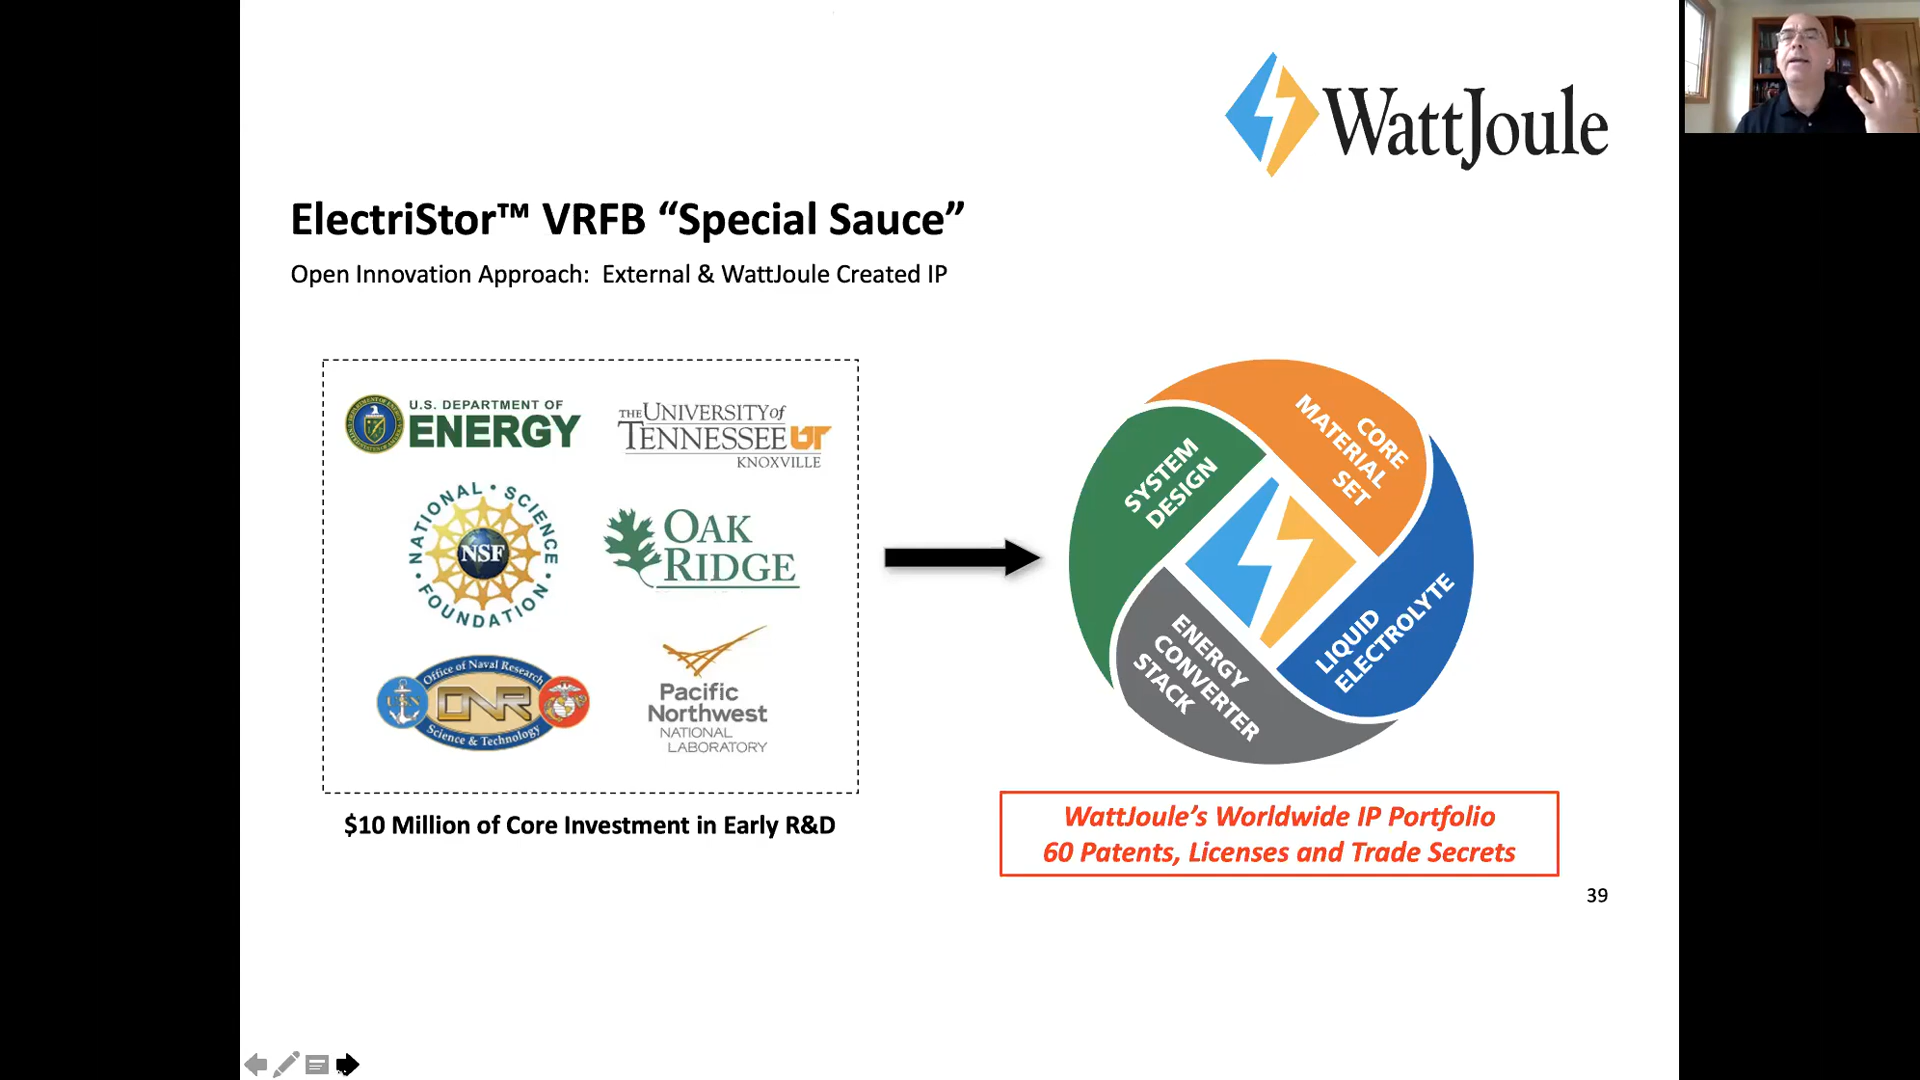 WattJoule
ElectriStor™ VRFB “Special Sauce”
Open Innovation Approach: External & WattJoule Created IP
U.S. DEPARTMENT OF
ENERGY
THE UNIVERSITY of
TENNESSEE UT
KNOXVILLE
NATIONAL • SCIENCE • FOUNDATION •
NSF
OAK
RIDGE
Office of Naval Research
USN
ONR
Science & Technology
Pacific
Northwest
NATIONAL
LABORATORY
$10 Million of Core Investment in Early R&D
SYSTEM
DESIGN
CORE
MATERIAL
SET
LIQUID
ELECTROLYTE
ENERGY
CONVERTER
STACK
WattJoule’s Worldwide IP Portfolio
60 Patents, Licenses and Trade Secrets
39